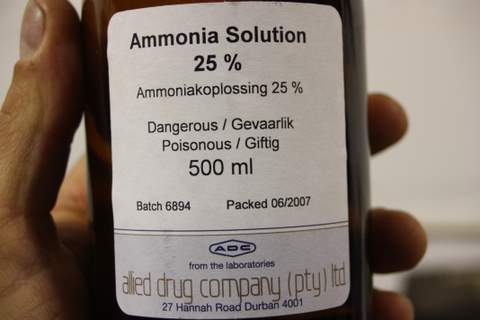 Ammonia Solution
25 %
Ammoniakoplossing 25 %
Dangerous / Gevaarlik
Poisonous / Giftig
500 ml
Batch 6894 Packed 06/2007
ADC
from the laboratories
allied drug company (pty) ltd
27 Hannah Road Durban 4001